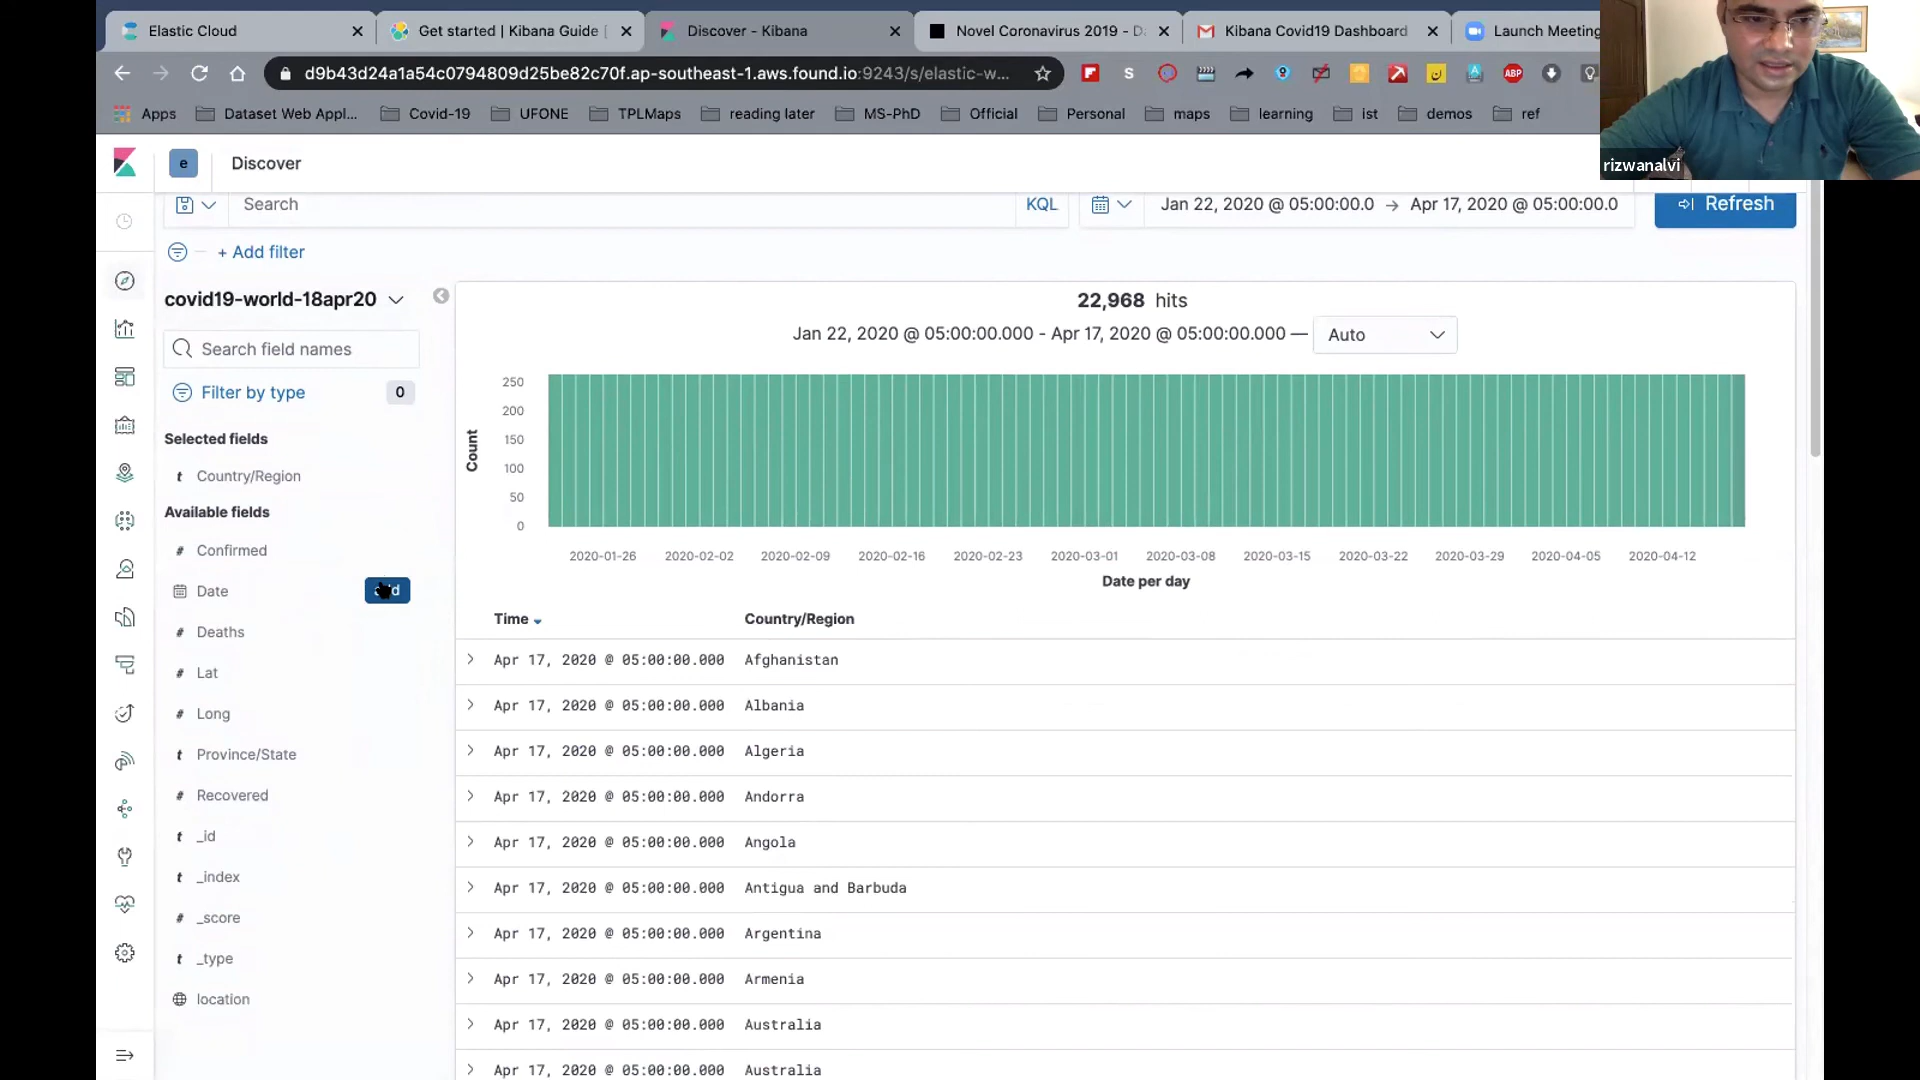 Elastic Cloud
Get started | Kibana Guide [
Discover - Kibana
Novel Coronavirus 2019 - D
Kibana Covid19 Dashboard
Launch Meeting
d9b43d24a1a54c0794809d25be82c70f.ap-southeast-1.aws.found.io:9243/s/elastic-w...
S
ABP
Apps
Dataset Web Appl...
Covid-19
UFONE
TPLMaps
reading later
MS-PhD
Official
Personal
maps
learning
ist
demos
ref
rizwanalvi
e
Discover
Search
KQL
Jan 22, 2020 @ 05:00:00.0 → Apr 17, 2020 @ 05:00:00.0
Refresh
+ Add filter
covid19-world-18apr20
Search field names
Filter by type
0
Selected fields
t Country/Region
Available fields
# Confirmed
Date
# Deaths
# Lat
# Long
t Province/State
# Recovered
t _id
t _index
# _score
t _type
location
22,968 hits
Jan 22, 2020 @ 05:00:00.000 - Apr 17, 2020 @ 05:00:00.000 —
Auto
Count
250
200
150
100
50
0
2020-01-26
2020-02-02
2020-02-09
2020-02-16
2020-02-23
2020-03-01
2020-03-08
2020-03-15
2020-03-22
2020-03-29
2020-04-05
2020-04-12
Date per day
Time Country/Region
Apr 17, 2020 @ 05:00:00.000 Afghanistan
Apr 17, 2020 @ 05:00:00.000 Albania
Apr 17, 2020 @ 05:00:00.000 Algeria
Apr 17, 2020 @ 05:00:00.000 Andorra
Apr 17, 2020 @ 05:00:00.000 Angola
Apr 17, 2020 @ 05:00:00.000 Antigua and Barbuda
Apr 17, 2020 @ 05:00:00.000 Argentina
Apr 17, 2020 @ 05:00:00.000 Armenia
Apr 17, 2020 @ 05:00:00.000 Australia
Apr 17, 2020 @ 05:00:00.000 Australia